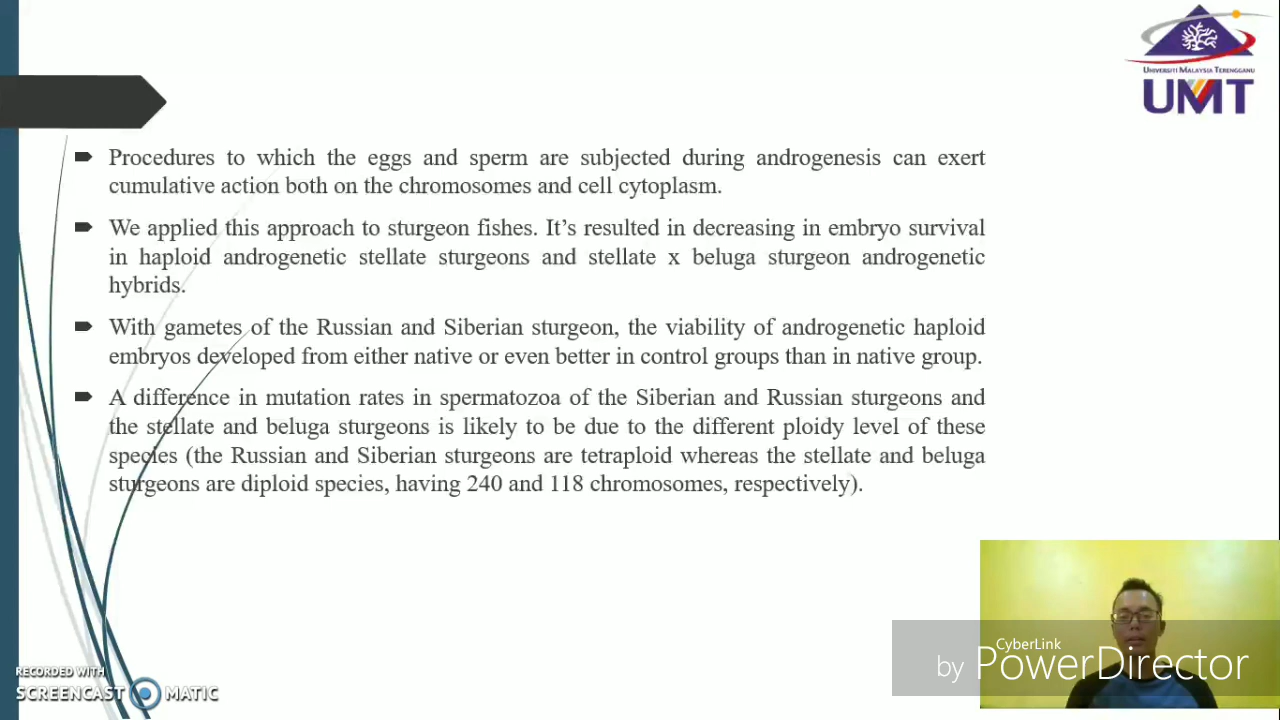 UNIVERSITI MALAYSIA TERENGGANU
UMT
Procedures to which the eggs and sperm are subjected during androgenesis can exert
cumulative action both on the chromosomes and cell cytoplasm.
We applied this approach to sturgeon fishes. It’s resulted in decreasing in embryo survival
in haploid androgenetic stellate sturgeons and stellate x beluga sturgeon androgenetic
hybrids.
With gametes of the Russian and Siberian sturgeon, the viability of androgenetic haploid
embryos developed from either native or even better in control groups than in native group.
A difference in mutation rates in spermatozoa of the Siberian and Russian sturgeons and
the stellate and beluga sturgeons is likely to be due to the different ploidy level of these
species (the Russian and Siberian sturgeons are tetraploid whereas the stellate and beluga
sturgeons are diploid species, having 240 and 118 chromosomes, respectively).
CyberLink
by PowerDirector
RECORDED WITH
SCREENCAST MATIC